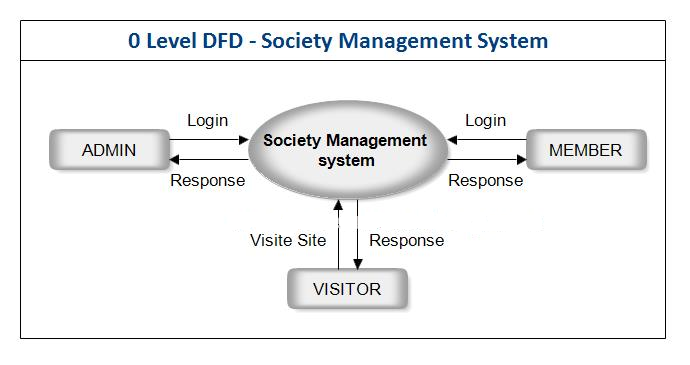 0 Level DFD - Society Management System
Login
Login
ADMIN
Society Management
system
MEMBER
Response
Response
Visite Site
Response
VISITOR